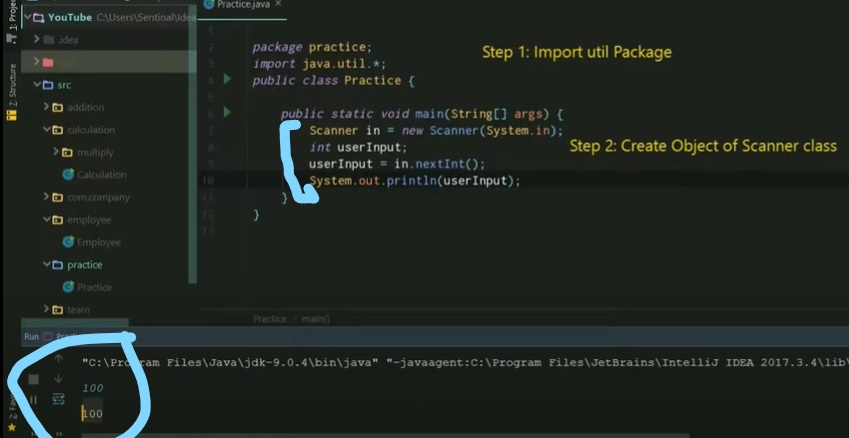 1: Project
2: Structure
2: Favo
YouTube C:\Users\Sentinal\Idea
.idea
src
addition
calculation
multiply
Calculation
com.company
employee
Employee
practice
Practice
team
Practice.java ×
1
2 package practice;
3 import java.util.*;
4 public class Practice {
5
6 public static void main(String[] args) {
7 Scanner in = new Scanner(System.in);
8 int userInput;
9 userInput = in.nextInt();
10 System.out.println(userInput);
11 }
12 }
13
Step 1: Import util Package
Step 2: Create Object of Scanner class
Practice › main()
Run
"C:\Program Files\Java\jdk-9.0.4\bin\java" "-javaagent:C:\Program Files\JetBrains\IntelliJ IDEA 2017.3.4\lib\
100
100